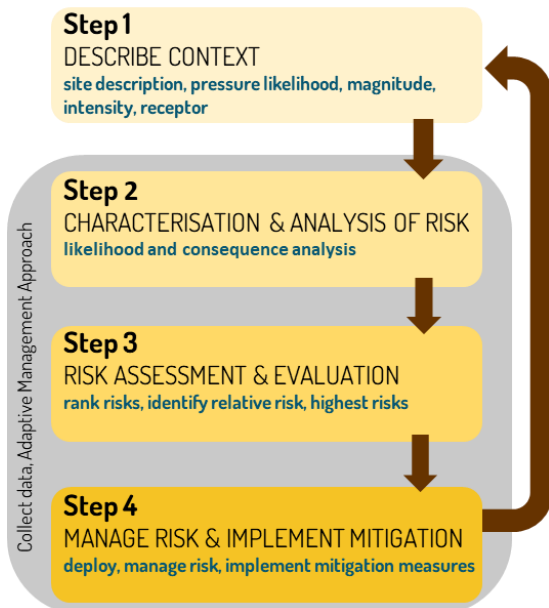 Step 1
DESCRIBE CONTEXT
site description, pressure likelihood, magnitude,
intensity, receptor
Step 2
CHARACTERISATION & ANALYSIS OF RISK
likelihood and consequence analysis
Step 3
RISK ASSESSMENT & EVALUATION
rank risks, identify relative risk, highest risks
Step 4
MANAGE RISK & IMPLEMENT MITIGATION
deploy, manage risk, implement mitigation measures
Collect data, Adaptive Management Approach